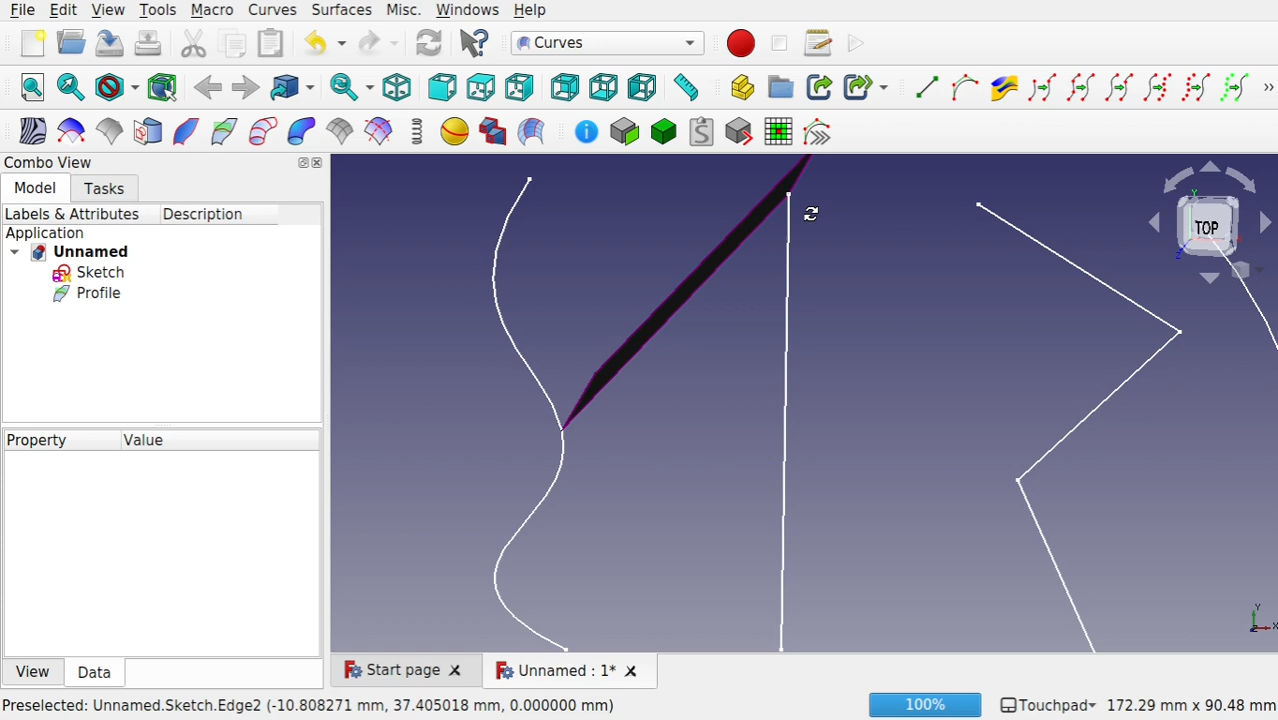 File Edit View Tools Macro Curves Surfaces Misc. Windows Help
Curves
Combo View
Model Tasks
Labels & Attributes Description
Application
Unnamed
Sketch
Profile
TOP
Property Value
View Data
Start page Unnamed : 1*
Preselected: Unnamed.Sketch.Edge2 (-10.808271 mm, 37.405018 mm, 0.000000 mm) 100% Touchpad 172.29 mm x 90.48 mm